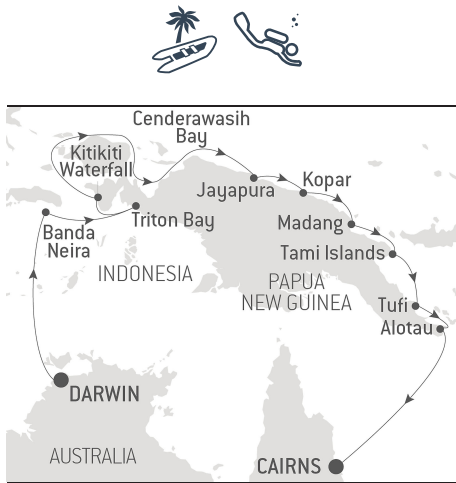 Cenderawasih
Bay
Kitikiti
Waterfall
Jayapura
Kopar
Banda
Neira
Triton Bay
Madang
Tami Islands
INDONESIA
PAPUA
NEW GUINEA
Tufi
Alotau
DARWIN
AUSTRALIA
CAIRNS